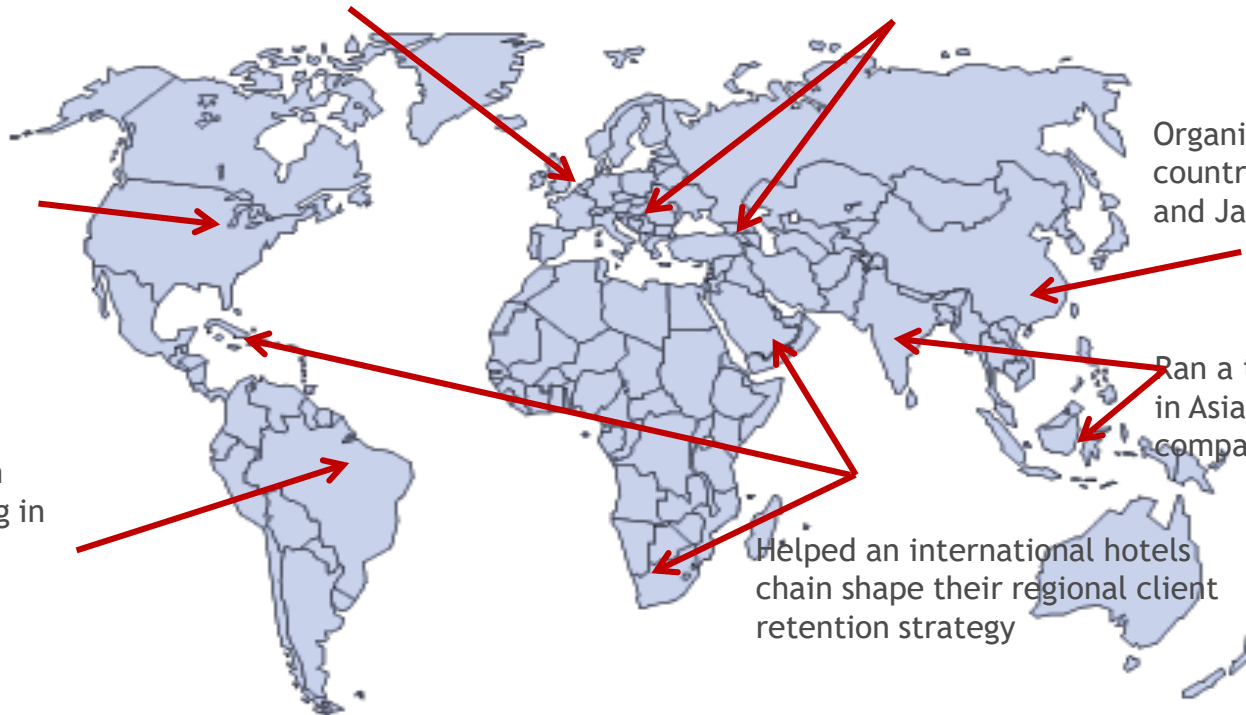 Organi
countr
and Ja
Ran a t
in Asia
compa
g in
Helped an international hotels
chain shape their regional client
retention strategy